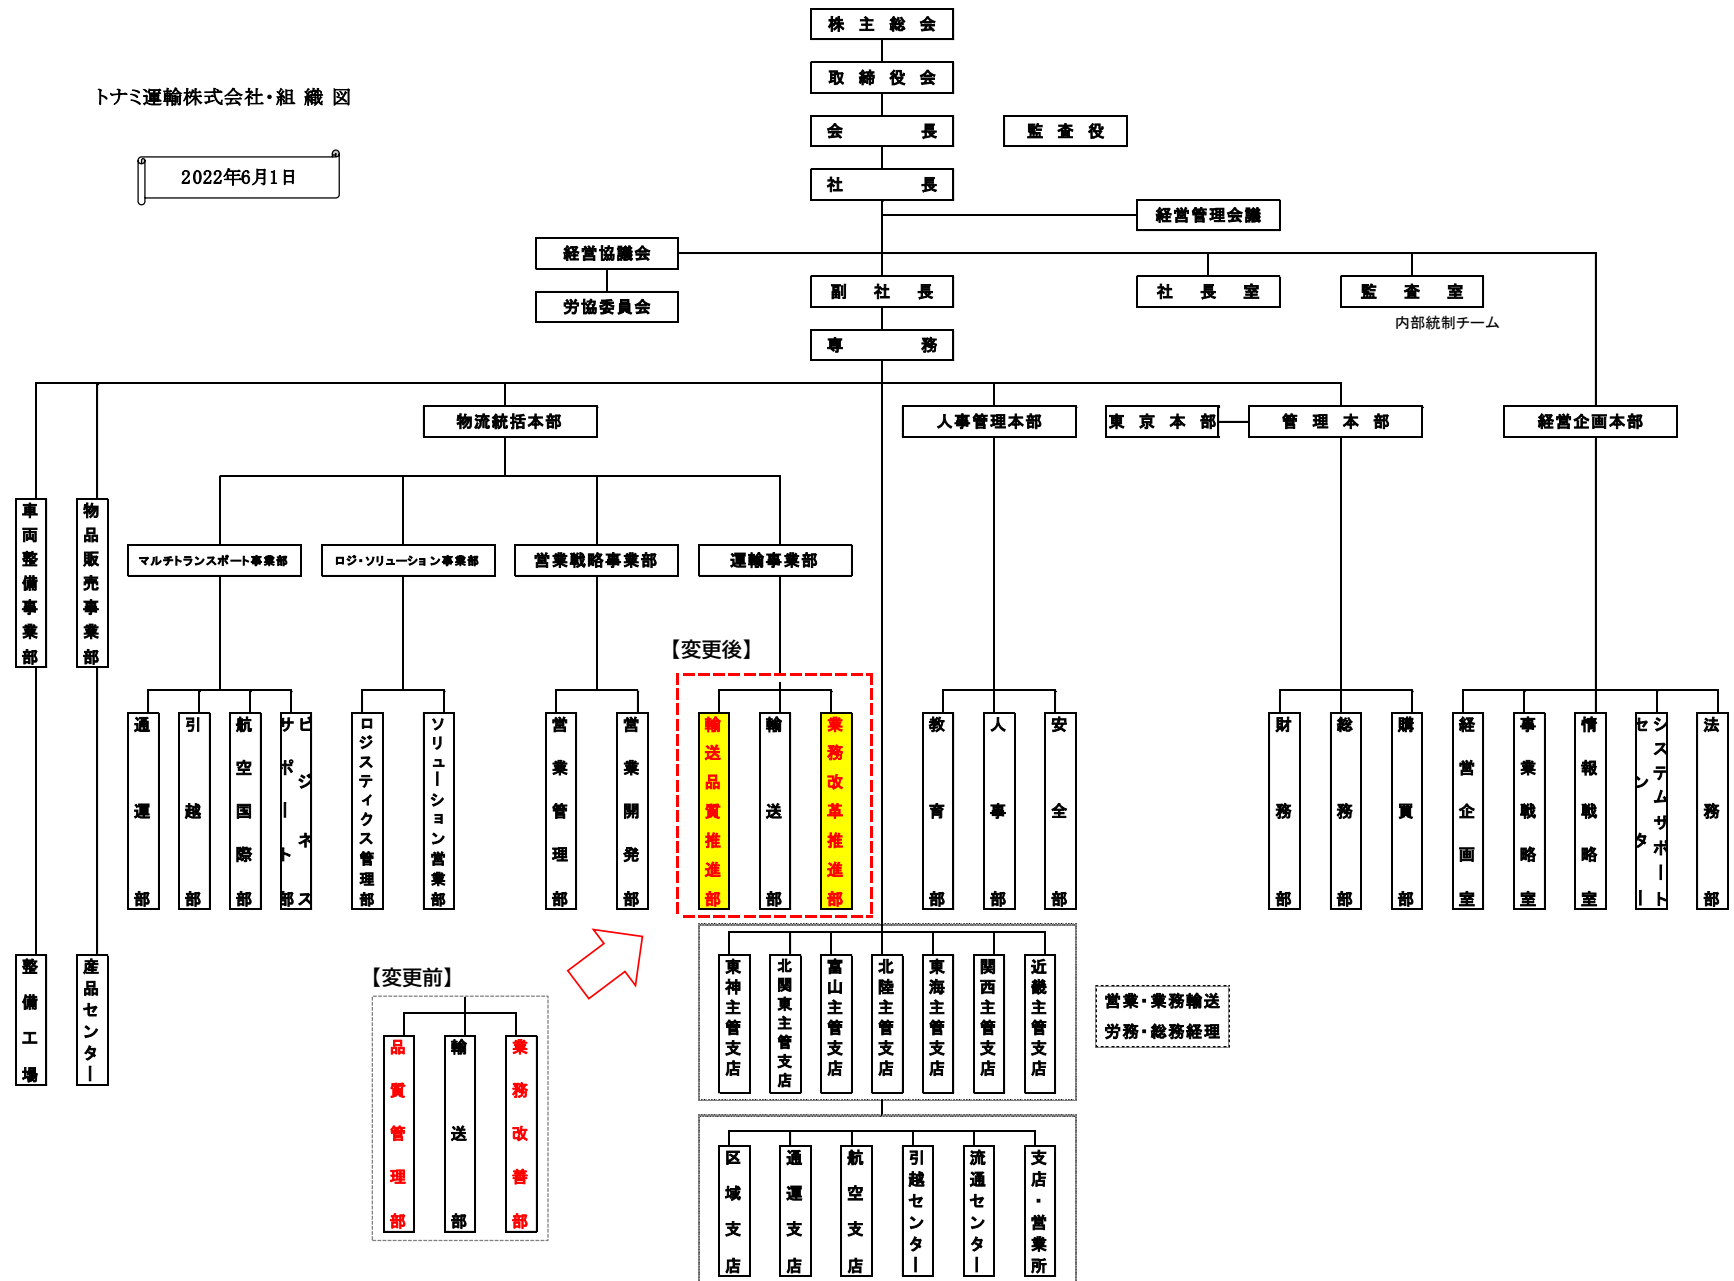 株主総会
取締役会
トナミ運輸株式会社・組織図
会長
監査役
2022年6月1日
社長
経営管理会議
経営協議会
副社長
社長室
監査室
労協委員会
内部統制チーム
専務
物流統括本部
人事管理本部
東京本部
管理本部
経営企画本部
車両整備事業部
物品販売事業部
マルチトランスポート事業部
ロジ・ソリューション事業部
営業戦略事業部
運輸事業部
【変更後】
通運部
引越部
航空国際部
ビジネスサポート部
ロジスティクス管理部
ソリューション営業部
営業管理部
営業開発部
輸送品質推進部
輸送部
業務改革推進部
教育部
人事部
安全部
財務部
総務部
購買部
経営企画室
事業戦略室
情報戦略室
システムサポートセンター
法務部
整備工場
産品センター
【変更前】
品質管理部
輸送部
業務改善部
東神主管支店
北関東主管支店
富山主管支店
北陸主管支店
東海主管支店
関西主管支店
近畿主管支店
営業・業務輸送
労務・総務経理
区域支店
通運支店
航空支店
引越センター
流通センター
支店・営業所